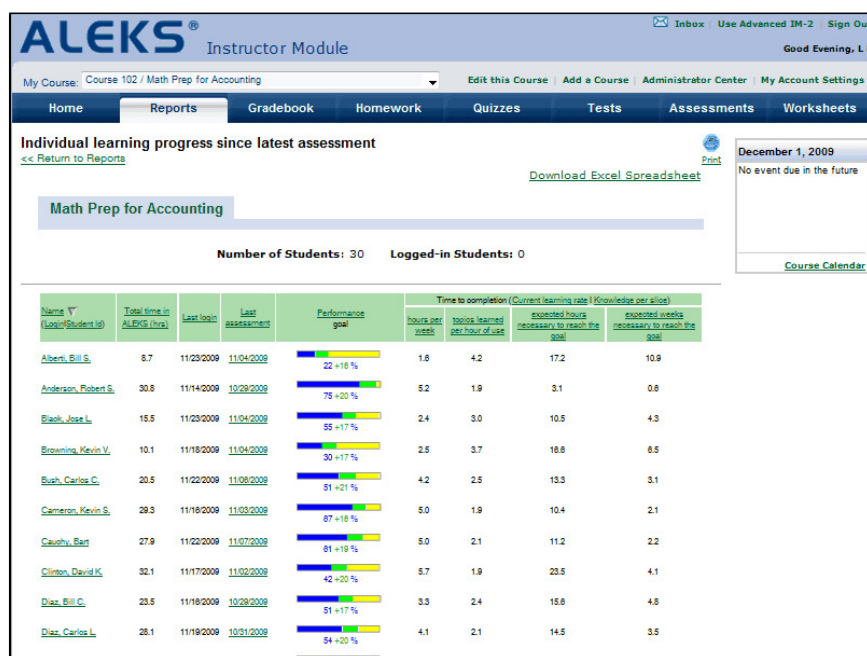 ALEKS® Instructor Module
Inbox | Use Advanced IM-2 | Sign Ou
Good Evening, L
My Course: Course 102 / Math Prep for Accounting
Edit this Course | Add a Course | Administrator Center | My Account Settings
Home Reports Gradebook Homework Quizzes Tests Assessments Worksheets
Individual learning progress since latest assessment
<< Return to Reports
Print
Download Excel Spreadsheet
December 1, 2009
No event due in the future
Course Calendar
Math Prep for Accounting
Number of Students: 30 Logged-in Students: 0
Time to completion (Current learning rate | Knowledge per slice)
Name (Login|Student Id) Total time in ALEKS (hrs) Last login Last assessment Performance goal hours per week topics learned per hour of use expected hours necessary to reach the goal expected weeks necessary to reach the goal
Alberti, Bill S. 8.7 11/23/2009 11/04/2009 22 +16 % 1.6 4.2 17.2 10.9
Anderson, Robert S. 30.8 11/14/2009 10/29/2009 75 +20 % 5.2 1.9 3.1 0.6
Black, Jose L. 15.5 11/23/2009 11/04/2009 55 +17 % 2.4 3.0 10.5 4.3
Browning, Kevin V. 10.1 11/18/2009 11/04/2009 30 +17 % 2.5 3.7 16.6 6.5
Bush, Carlos C. 20.5 11/22/2009 11/06/2009 51 +21 % 4.2 2.5 13.3 3.1
Cameron, Kevin S. 29.3 11/16/2009 11/03/2009 67 +16 % 5.0 1.9 10.4 2.1
Cauchy, Bart 27.9 11/22/2009 11/07/2009 61 +19 % 5.0 2.1 11.2 2.2
Clinton, David K. 32.1 11/17/2009 11/02/2009 42 +20 % 5.7 1.9 23.5 4.1
Diaz, Bill C. 23.5 11/16/2009 10/29/2009 51 +17 % 3.3 2.4 15.6 4.8
Diaz, Carlos L. 28.1 11/19/2009 10/31/2009 54 +20 % 4.1 2.1 14.5 3.5